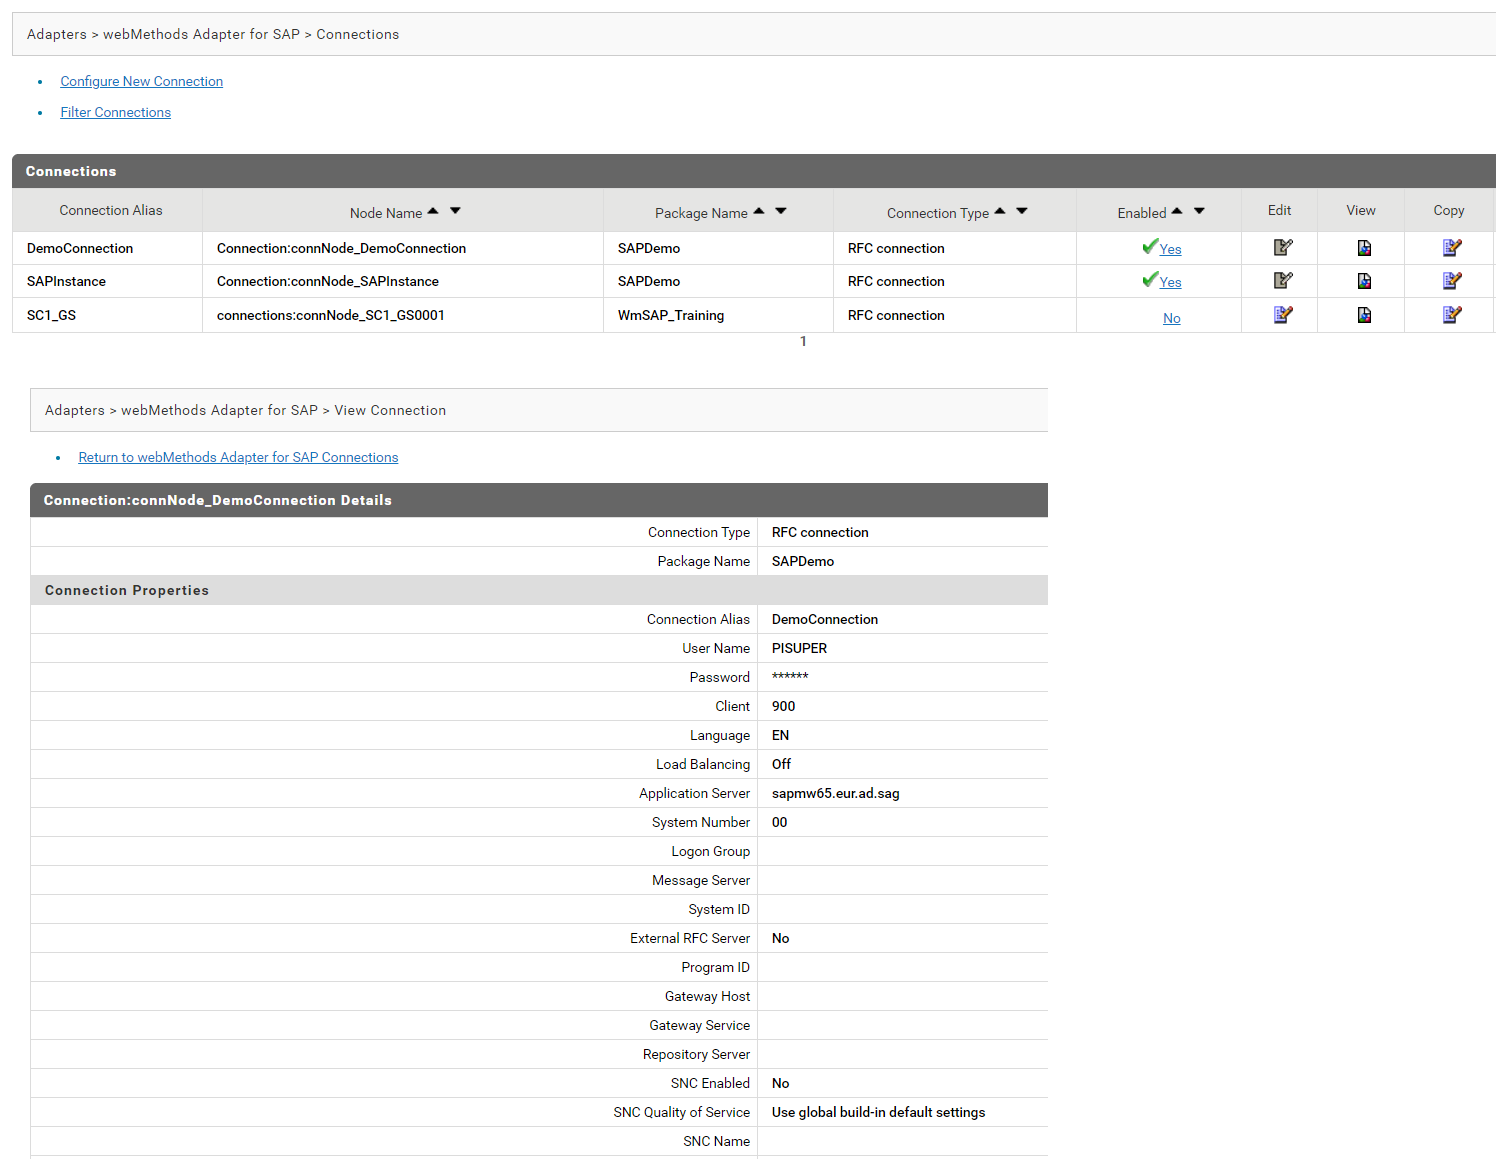 Adapters > webMethods Adapter for SAP > Connections
Configure New Connection
Filter Connections
Connections
Connection Alias Node Name Package Name Connection Type Enabled Edit View Copy
DemoConnection Connection:connNode_DemoConnection SAPDemo RFC connection Yes
SAPInstance Connection:connNode_SAPInstance SAPDemo RFC connection Yes
SC1_GS connections:connNode_SC1_GS0001 WmSAP_Training RFC connection No
1
Adapters > webMethods Adapter for SAP > View Connection
Return to webMethods Adapter for SAP Connections
Connection:connNode_DemoConnection Details
Connection Type RFC connection
Package Name SAPDemo
Connection Properties
Connection Alias DemoConnection
User Name PISUPER
Password ******
Client 900
Language EN
Load Balancing Off
Application Server sapmw65.eur.ad.sag
System Number 00
Logon Group
Message Server
System ID
External RFC Server No
Program ID
Gateway Host
Gateway Service
Repository Server
SNC Enabled No
SNC Quality of Service Use global build-in default settings
SNC Name